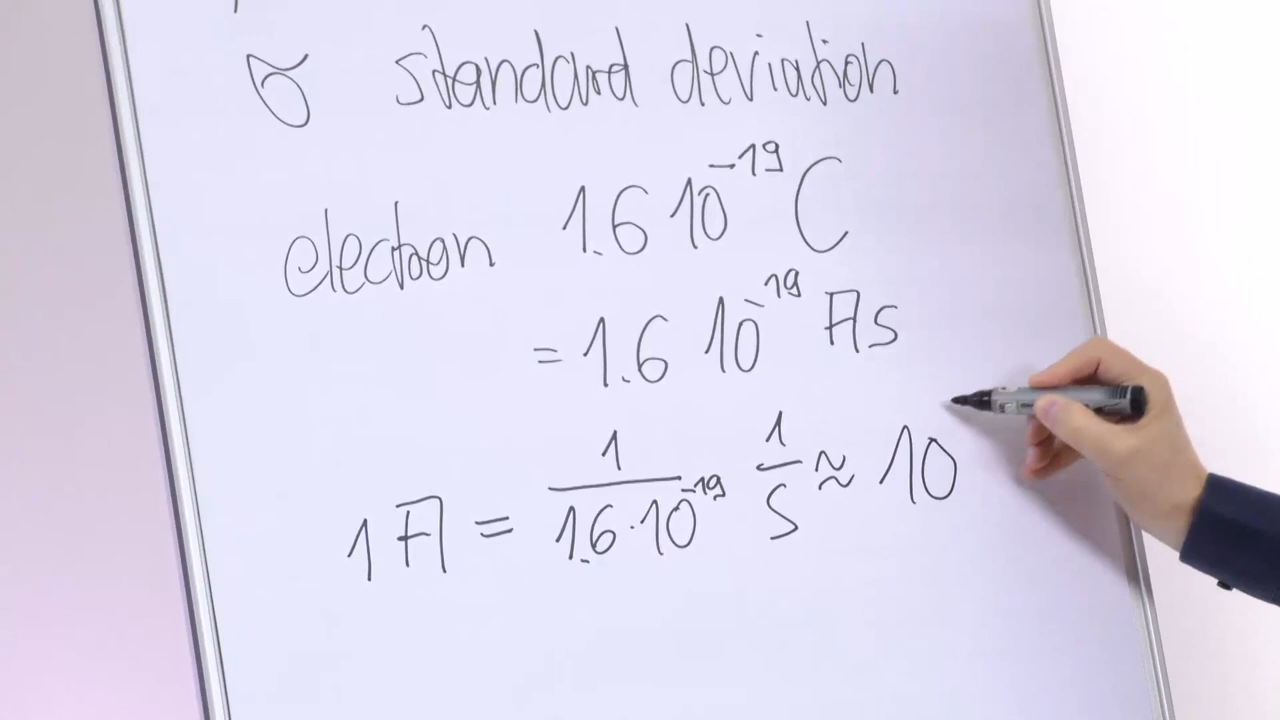 σ standard deviation
electron 1.6 10⁻¹⁹ C
= 1.6 10⁻¹⁹ As
1 A = 1/(1.6·10⁻¹⁹) 1/s ≈ 10